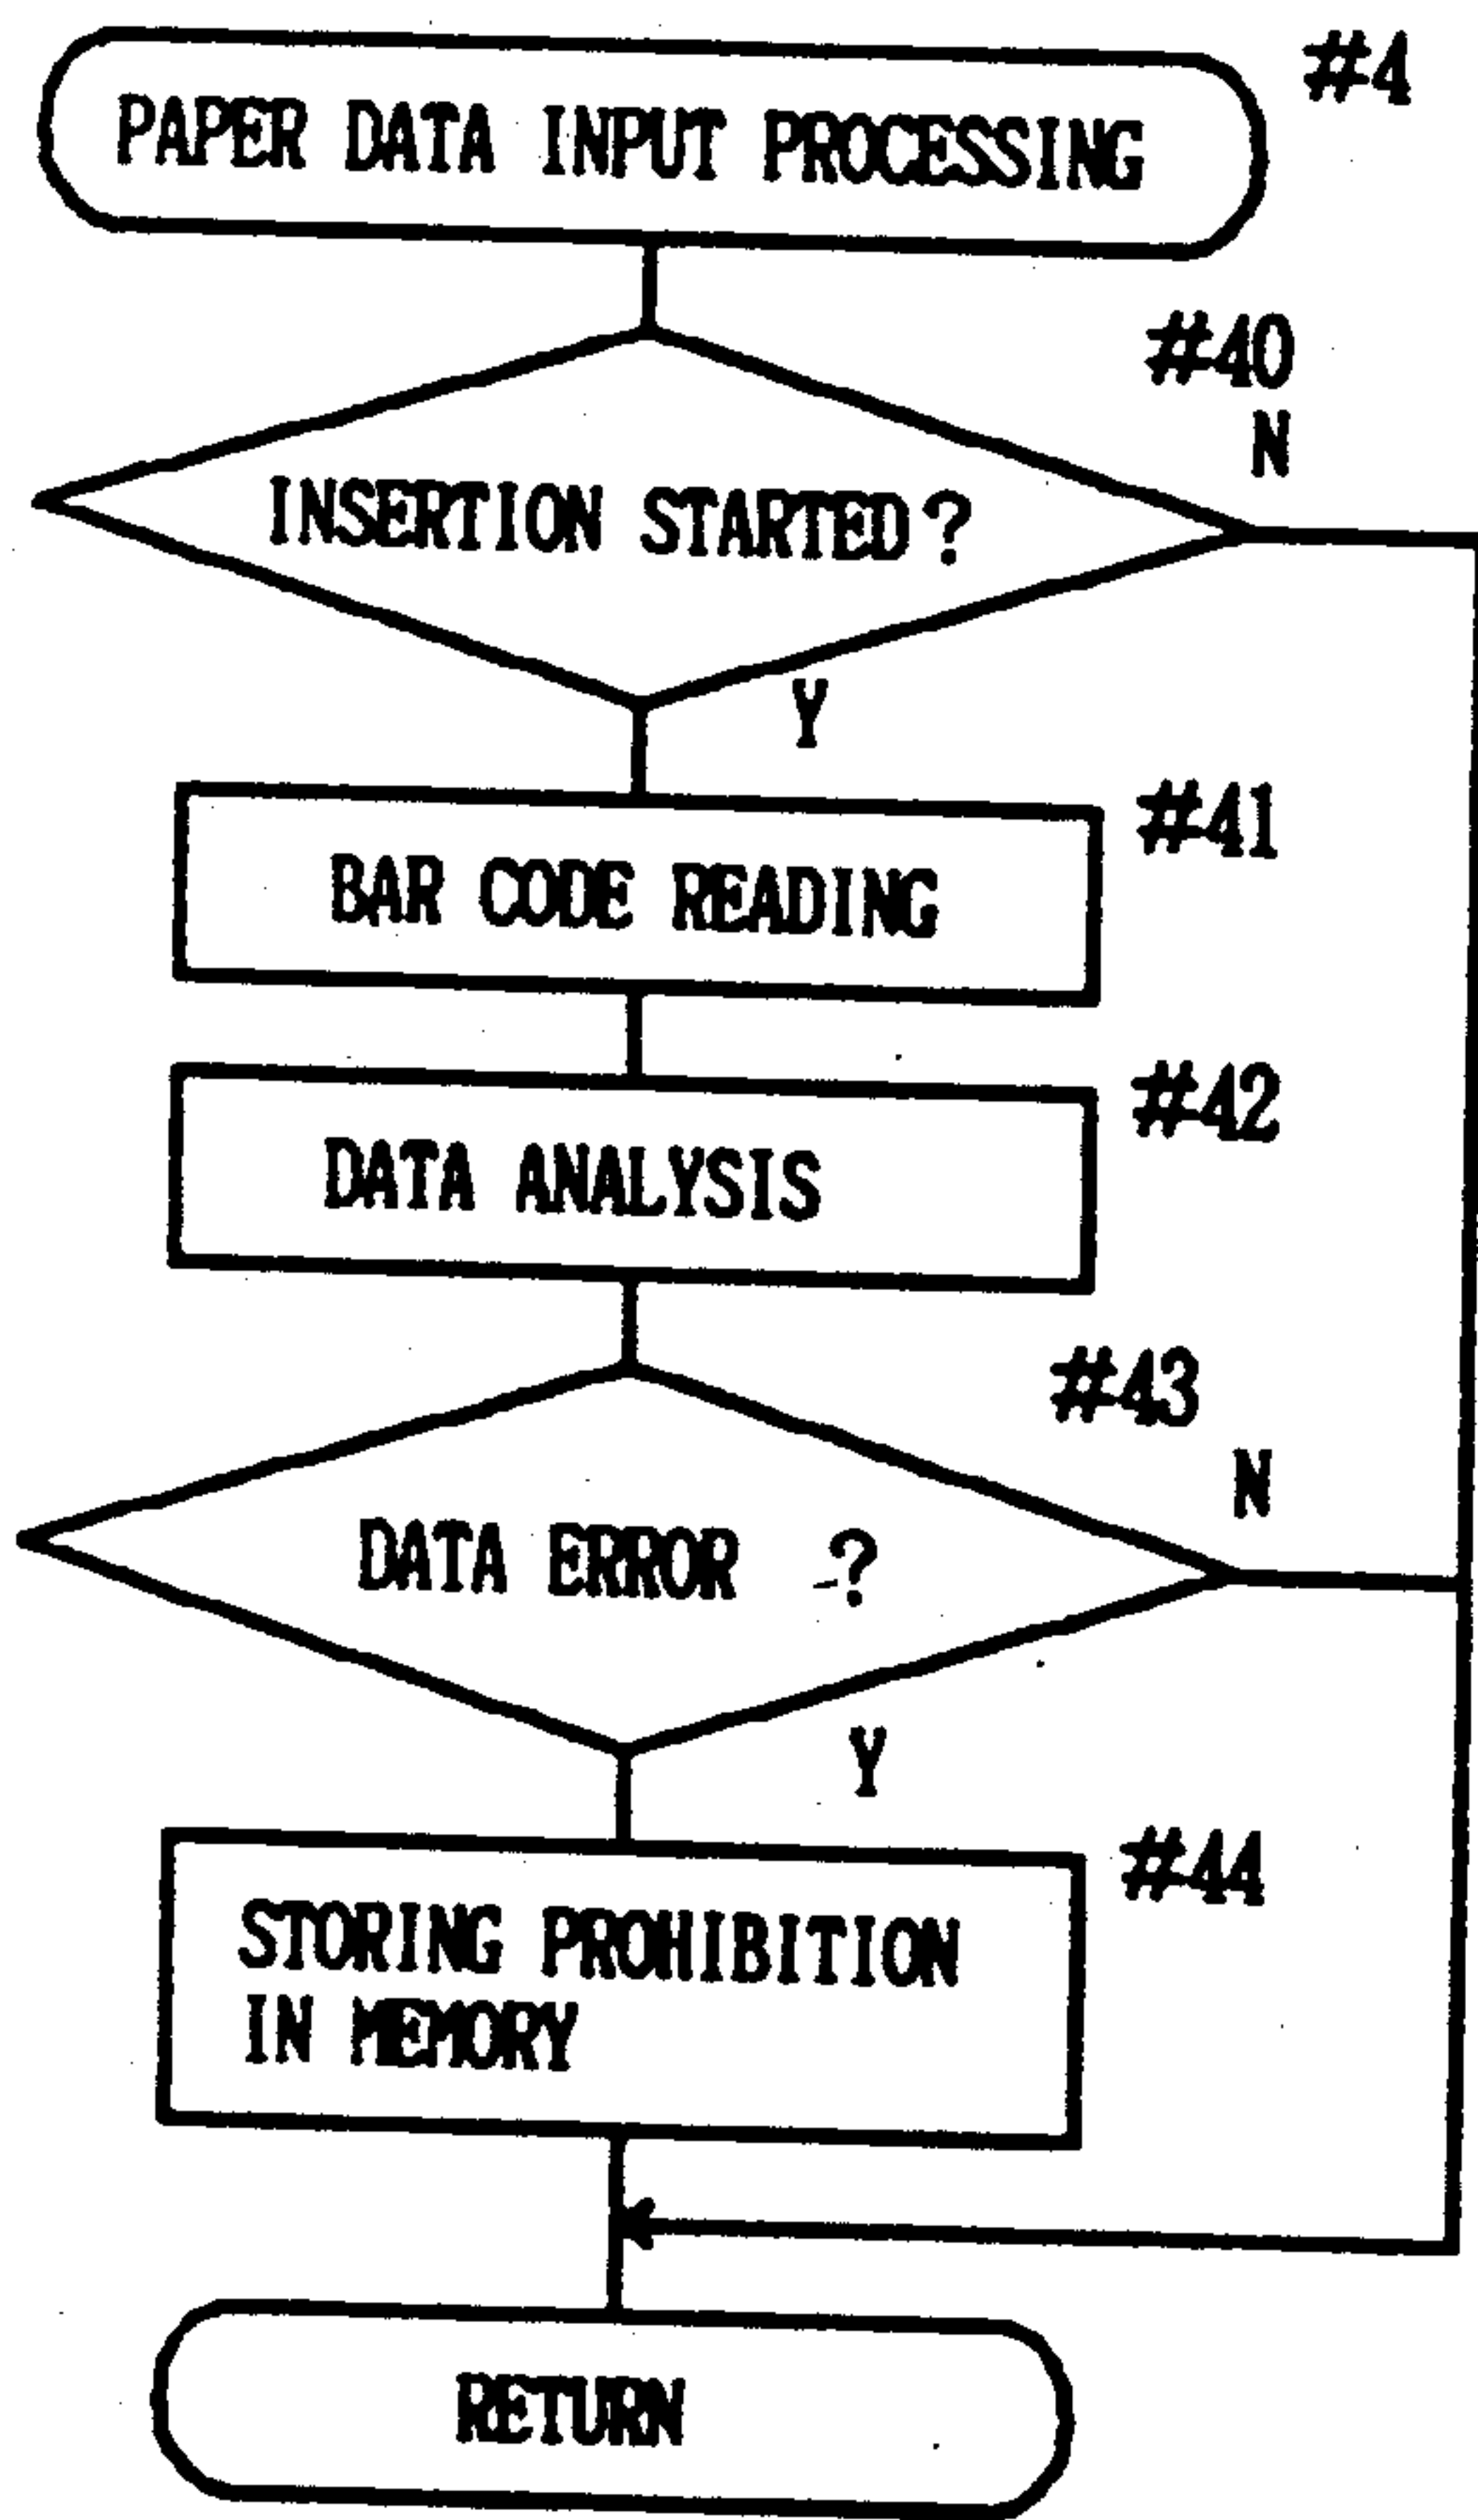 #4
PAPER DATA INPUT PROCESSING
#40
N
INSERTION STARTED?
Y
#41
BAR CODE READING
#42
DATA ANALYSIS
#43
N
DATA ERROR ?
Y
#44
STORING PROHIBITION
IN MEMORY
RETURN